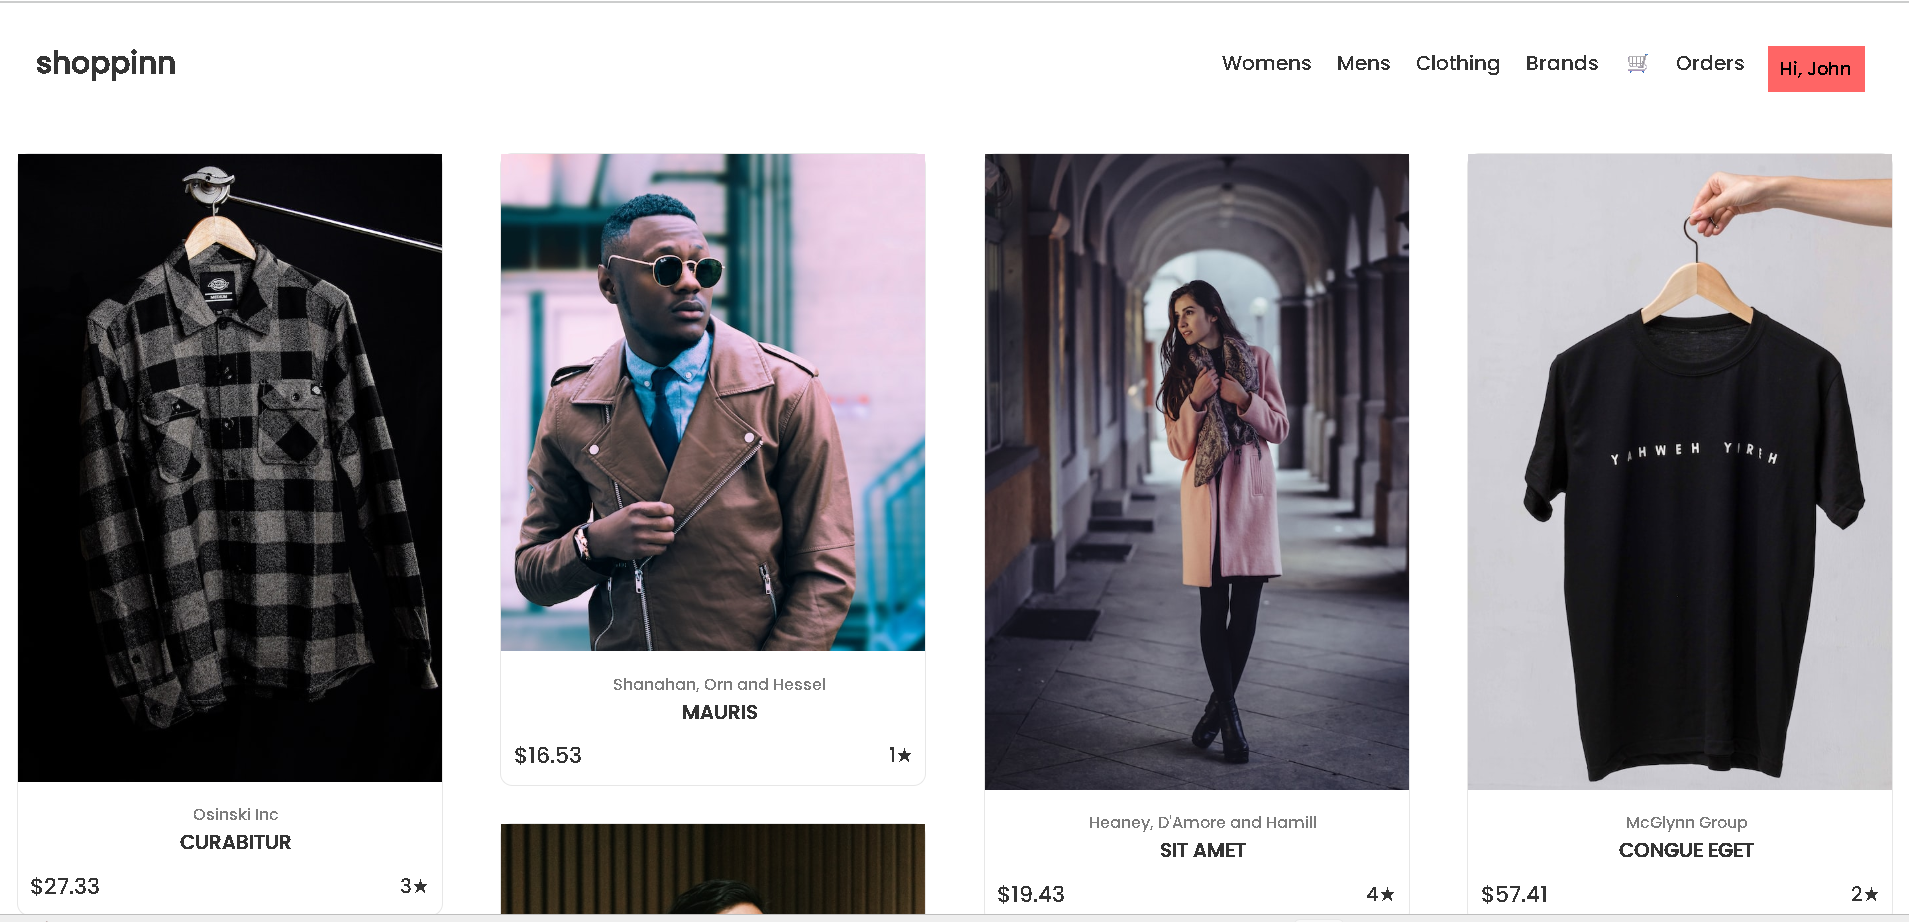 shoppinn
Womens Mens Clothing Brands 🛒 Orders Hi, John
MEDIUM
Osinski Inc
CURABITUR
$27.33 3★
Shanahan, Orn and Hessel
MAURIS
$16.53 1★
Heaney, D'Amore and Hamill
SIT AMET
$19.43 4★
YAHWEH YIREH
McGlynn Group
CONGUE EGET
$57.41 2★